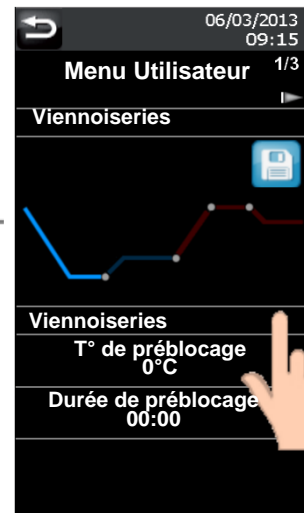 06/03/2013
09:15
Menu Utilisateur 1/3
Viennoiseries
Viennoiseries
T° de préblocage
0°C
Durée de préblocage
00:00